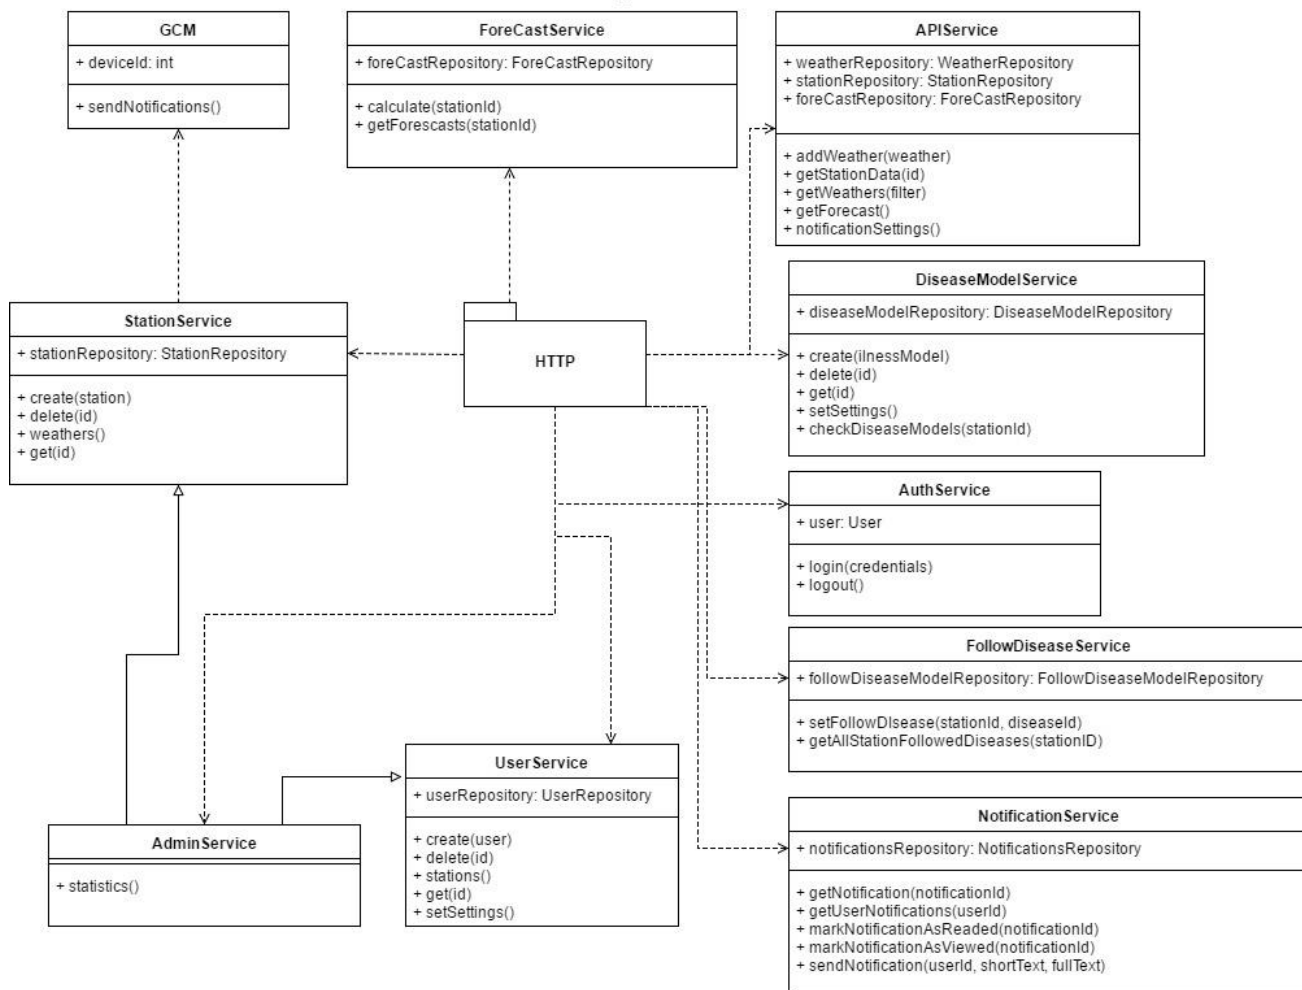 GCM
+ deviceId: int
+ sendNotifications()
ForeCastService
+ foreCastRepository: ForeCastRepository
+ calculate(stationId)
+ getForescasts(stationId)
APIService
+ weatherRepository: WeatherRepository
+ stationRepository: StationRepository
+ foreCastRepository: ForeCastRepository
+ addWeather(weather)
+ getStationData(id)
+ getWeathers(filter)
+ getForecast()
+ notificationSettings()
StationService
+ stationRepository: StationRepository
+ create(station)
+ delete(id)
+ weathers()
+ get(id)
HTTP
DiseaseModelService
+ diseaseModelRepository: DiseaseModelRepository
+ create(ilnessModel)
+ delete(id)
+ get(id)
+ setSettings()
+ checkDiseaseModels(stationId)
AuthService
+ user: User
+ login(credentials)
+ logout()
FollowDiseaseService
+ followDiseaseModelRepository: FollowDiseaseModelRepository
+ setFollowDIsease(stationId, diseaseId)
+ getAllStationFollowedDiseases(stationID)
AdminService
+ statistics()
UserService
+ userRepository: UserRepository
+ create(user)
+ delete(id)
+ stations()
+ get(id)
+ setSettings()
NotificationService
+ notificationsRepository: NotificationsRepository
+ getNotification(notificationId)
+ getUserNotifications(userId)
+ markNotificationAsReaded(notificationId)
+ markNotificationAsViewed(notificationId)
+ sendNotification(userId, shortText, fullText)